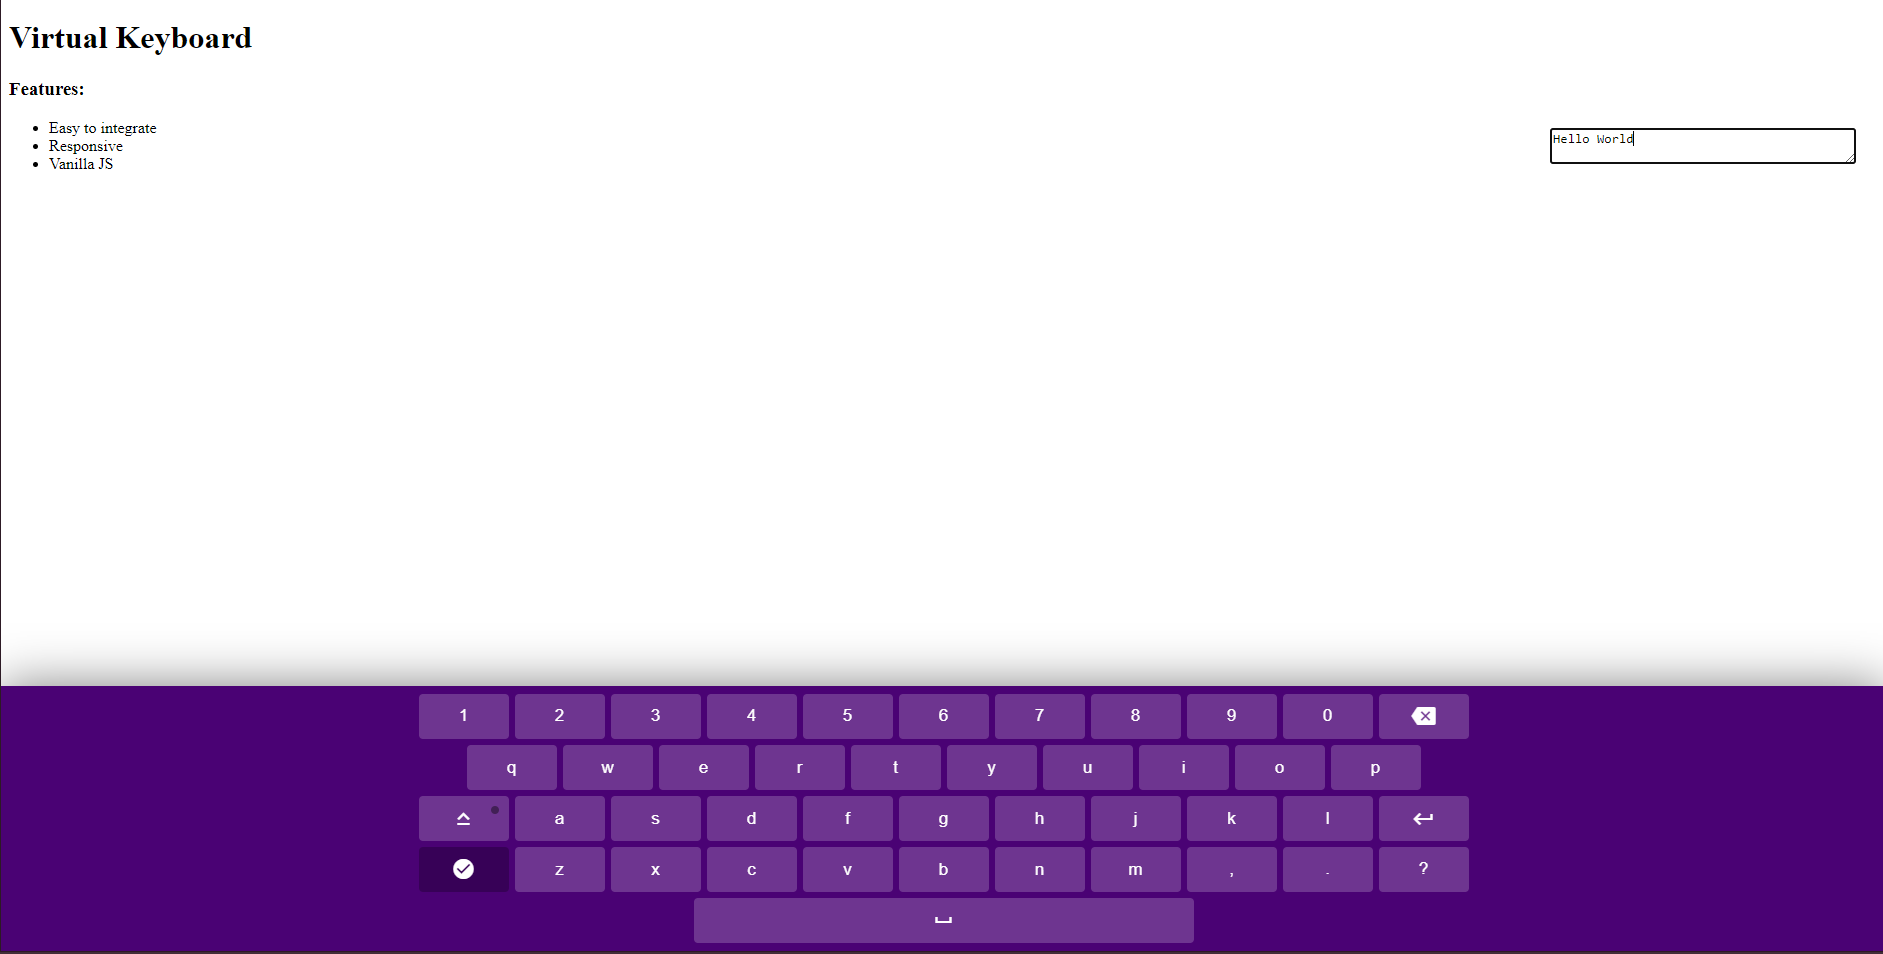 Virtual Keyboard
Features:
Easy to integrate
Responsive
Vanilla JS
Hello World
1 2 3 4 5 6 7 8 9 0
q w e r t y u i o p
a s d f g h j k l
z x c v b n m , . ?